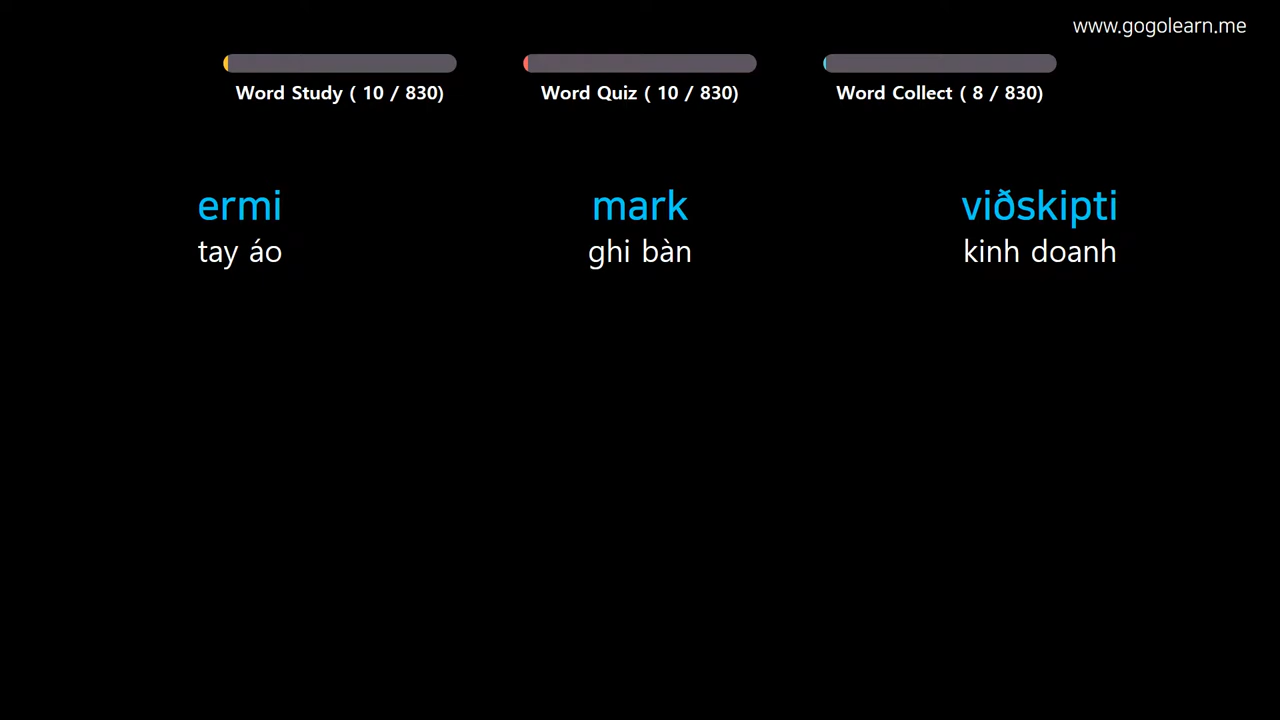 www.gogolearn.me
Word Study ( 10 / 830)
Word Quiz ( 10 / 830)
Word Collect ( 8 / 830)
ermi
mark
viðskipti
tay áo
ghi bàn
kinh doanh